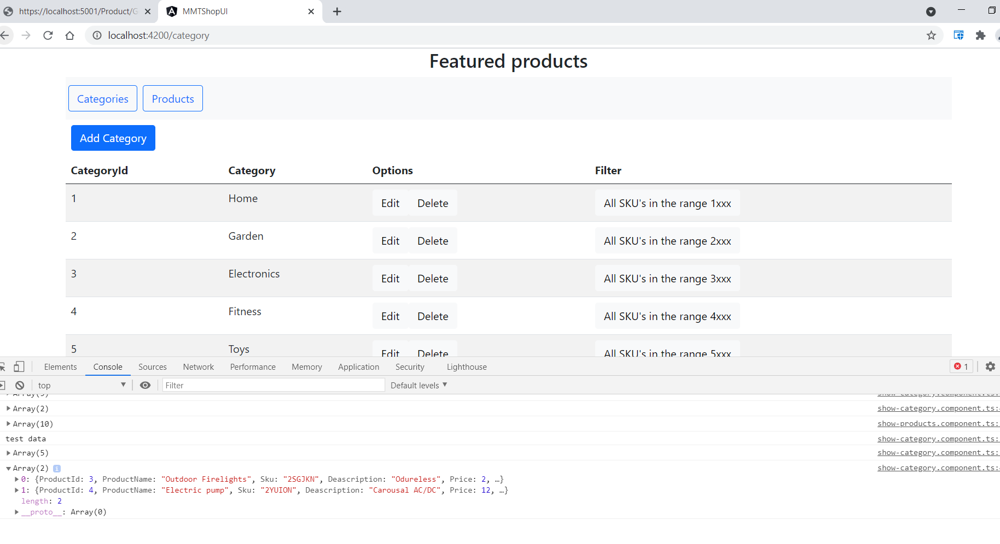 https://localhost:5001/Product/G
MMTShopUI
localhost:4200/category
Featured products
Categories Products
Add Category
CategoryId Category Options Filter
1 Home Edit Delete All SKU's in the range 1xxx
2 Garden Edit Delete All SKU's in the range 2xxx
3 Electronics Edit Delete All SKU's in the range 3xxx
4 Fitness Edit Delete All SKU's in the range 4xxx
5 Toys Edit Delete All SKU's in the range 5xxx
Elements Console Sources Network Performance Memory Application Security Lighthouse 1
top Filter Default levels
show-category.component.ts:
Array(2) show-category.component.ts:
Array(10) show-products.component.ts:
test data show-category.component.ts:
Array(5) show-category.component.ts:
Array(2) i show-category.component.ts:
0: {ProductId: 3, ProductName: "Outdoor Firelights", Sku: "2SGJKN", Deascription: "Odureless", Price: 2, …}
1: {ProductId: 4, ProductName: "Electric pump", Sku: "2YUION", Deascription: "Carousal AC/DC", Price: 12, …}
length: 2
__proto__: Array(0)